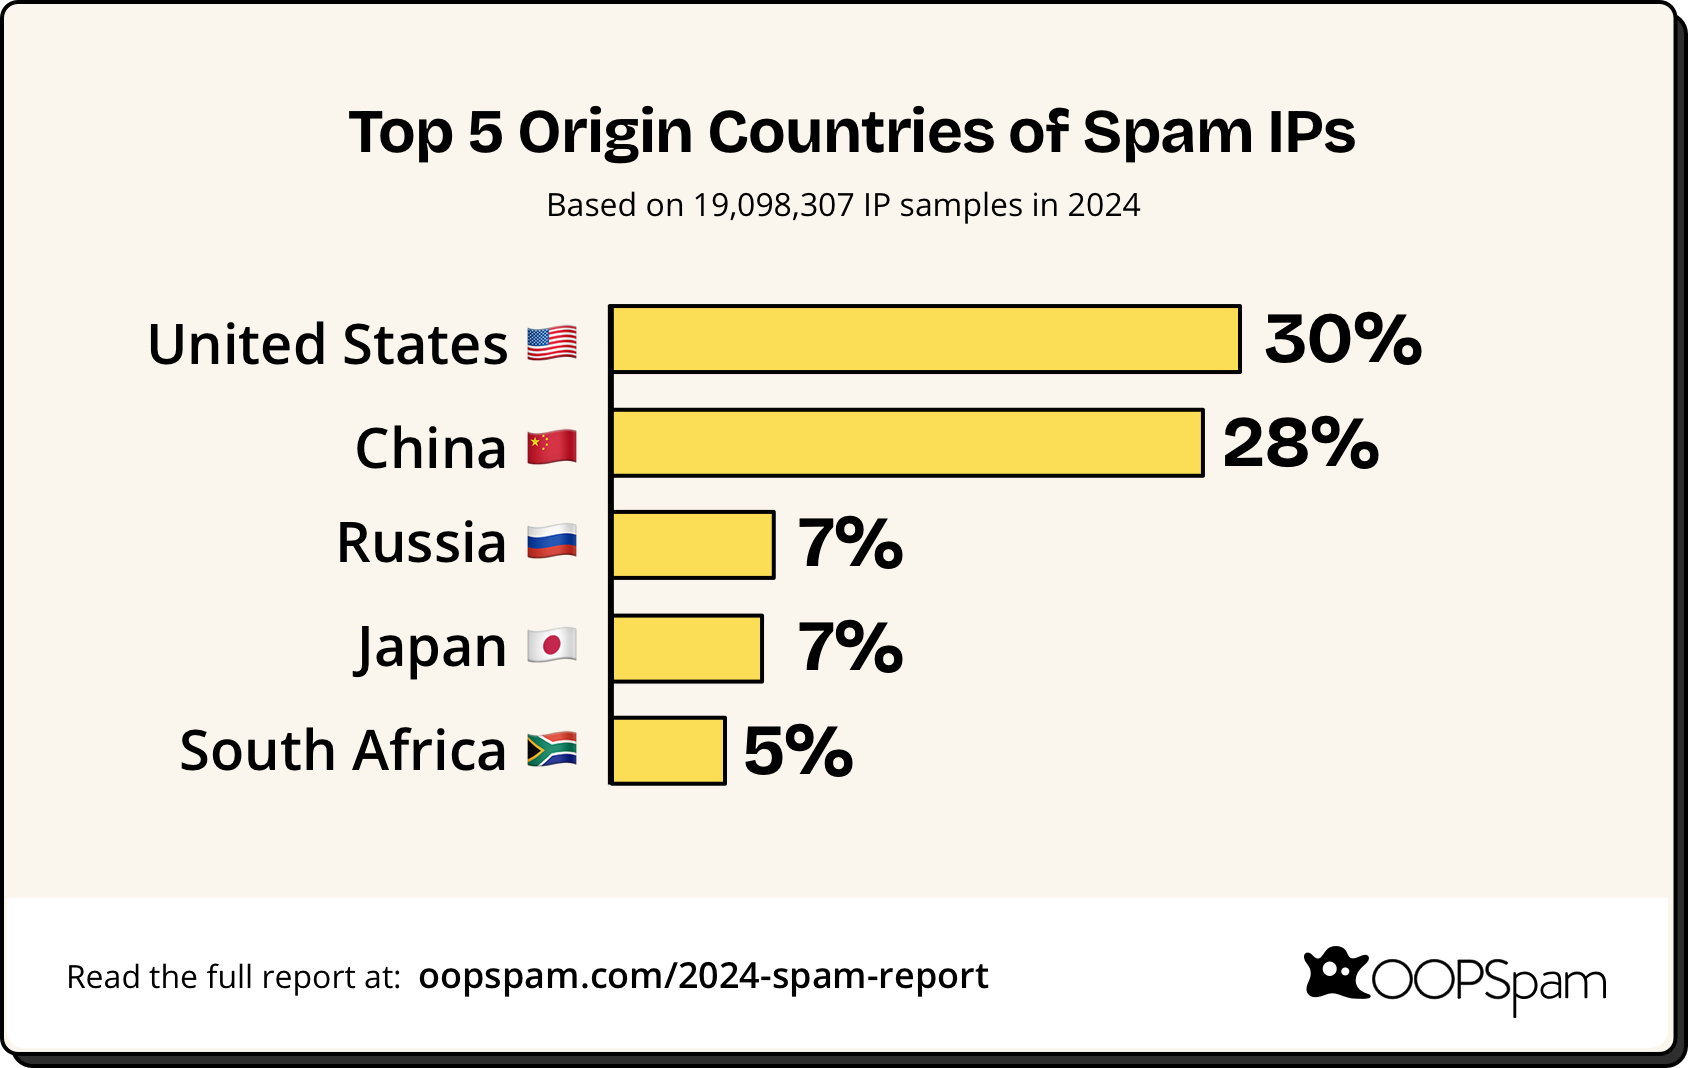 Top 5 Origin Countries of Spam IPs
Based on 19,098,307 IP samples in 2024
United States 🇺🇸 30%
China 🇨🇳 28%
Russia 🇷🇺 7%
Japan 🇯🇵 7%
South Africa 🇿🇦 5%
Read the full report at: oopspam.com/2024-spam-report
OOPSpam